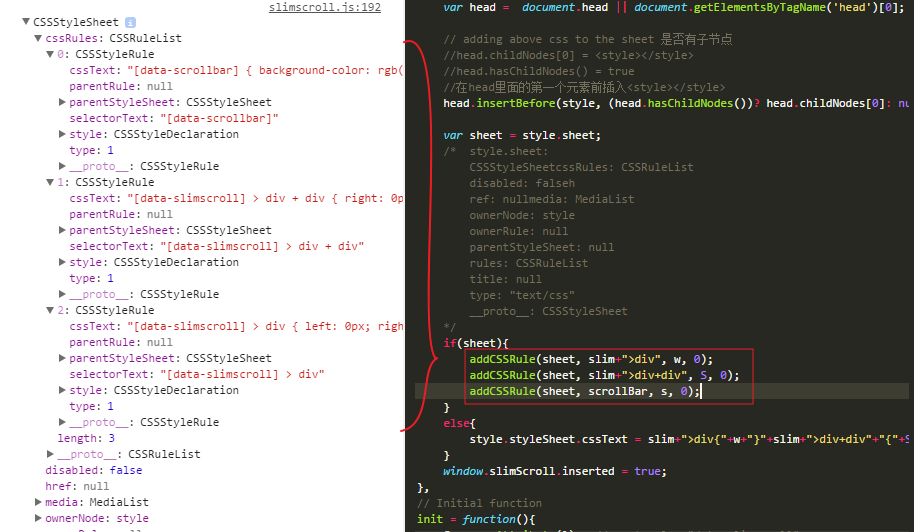 slimscroll.js:192
▼CSSStyleSheet i
▼cssRules: CSSRuleList
▼0: CSSStyleRule
cssText: "[data-scrollbar] { background-color: rgb(
parentRule: null
▶parentStyleSheet: CSSStyleSheet
selectorText: "[data-scrollbar]"
▶style: CSSStyleDeclaration
type: 1
▶__proto__: CSSStyleRule
▼1: CSSStyleRule
cssText: "[data-slimscroll] > div + div { right: 0p
parentRule: null
▶parentStyleSheet: CSSStyleSheet
selectorText: "[data-slimscroll] > div + div"
▶style: CSSStyleDeclaration
type: 1
▶__proto__: CSSStyleRule
▼2: CSSStyleRule
cssText: "[data-slimscroll] > div { left: 0px; righ
parentRule: null
▶parentStyleSheet: CSSStyleSheet
selectorText: "[data-slimscroll] > div"
▶style: CSSStyleDeclaration
type: 1
▶__proto__: CSSStyleRule
length: 3
▶__proto__: CSSRuleList
disabled: false
href: null
▶media: MediaList
▶ownerNode: style
var head =  document.head || document.getElementsByTagName('head')[0];
// adding above css to the sheet 是否有子节点
//head.childNodes[0] = <style></style>
//head.hasChildNodes() = true
//在head里面的第一个元素前插入<style></style>
head.insertBefore(style, (head.hasChildNodes())? head.childNodes[0]: nu
var sheet = style.sheet;
/*  style.sheet:
CSSStyleSheetcssRules: CSSRuleList
disabled: falseh
ref: nullmedia: MediaList
ownerNode: style
ownerRule: null
parentStyleSheet: null
rules: CSSRuleList
title: null
type: "text/css"
__proto__: CSSStyleSheet
*/
if(sheet){
addCSSRule(sheet, slim+">div", w, 0);
addCSSRule(sheet, slim+">div+div", S, 0);
addCSSRule(sheet, scrollBar, s, 0);
}
else{
style.styleSheet.cssText = slim+">div{"+w+"}"+slim+">div+div"+"{"+S
}
window.slimScroll.inserted = true;
},
// Initial function
init = function(){